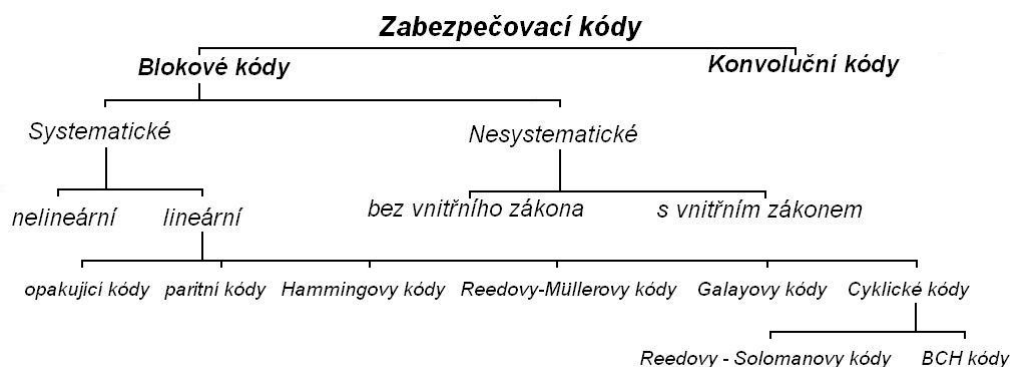 Zabezpečovací kódy
Blokové kódy
Konvoluční kódy
Systematické
Nesystematické
nelineární
lineární
bez vnitřního zákona
s vnitřním zákonem
opakující kódy
paritní kódy
Hammingovy kódy
Reedovy-Müllerovy kódy
Galayovy kódy
Cyklické kódy
Reedovy - Solomanovy kódy
BCH kódy